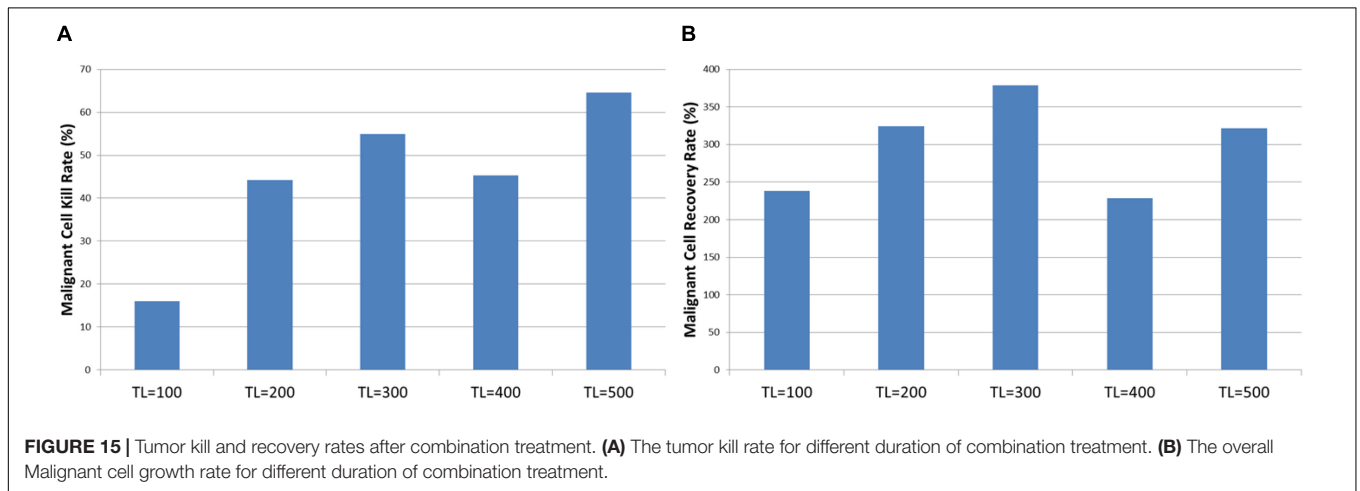 A
Malignant Cell Kill Rate (%)
70
60
50
40
30
20
10
0
TL=100 TL=200 TL=300 TL=400 TL=500
B
Malignant Cell Recovery Rate (%)
400
350
300
250
200
150
100
50
0
TL=100 TL=200 TL=300 TL=400 TL=500
FIGURE 15 | Tumor kill and recovery rates after combination treatment. (A) The tumor kill rate for different duration of combination treatment. (B) The overall
Malignant cell growth rate for different duration of combination treatment.